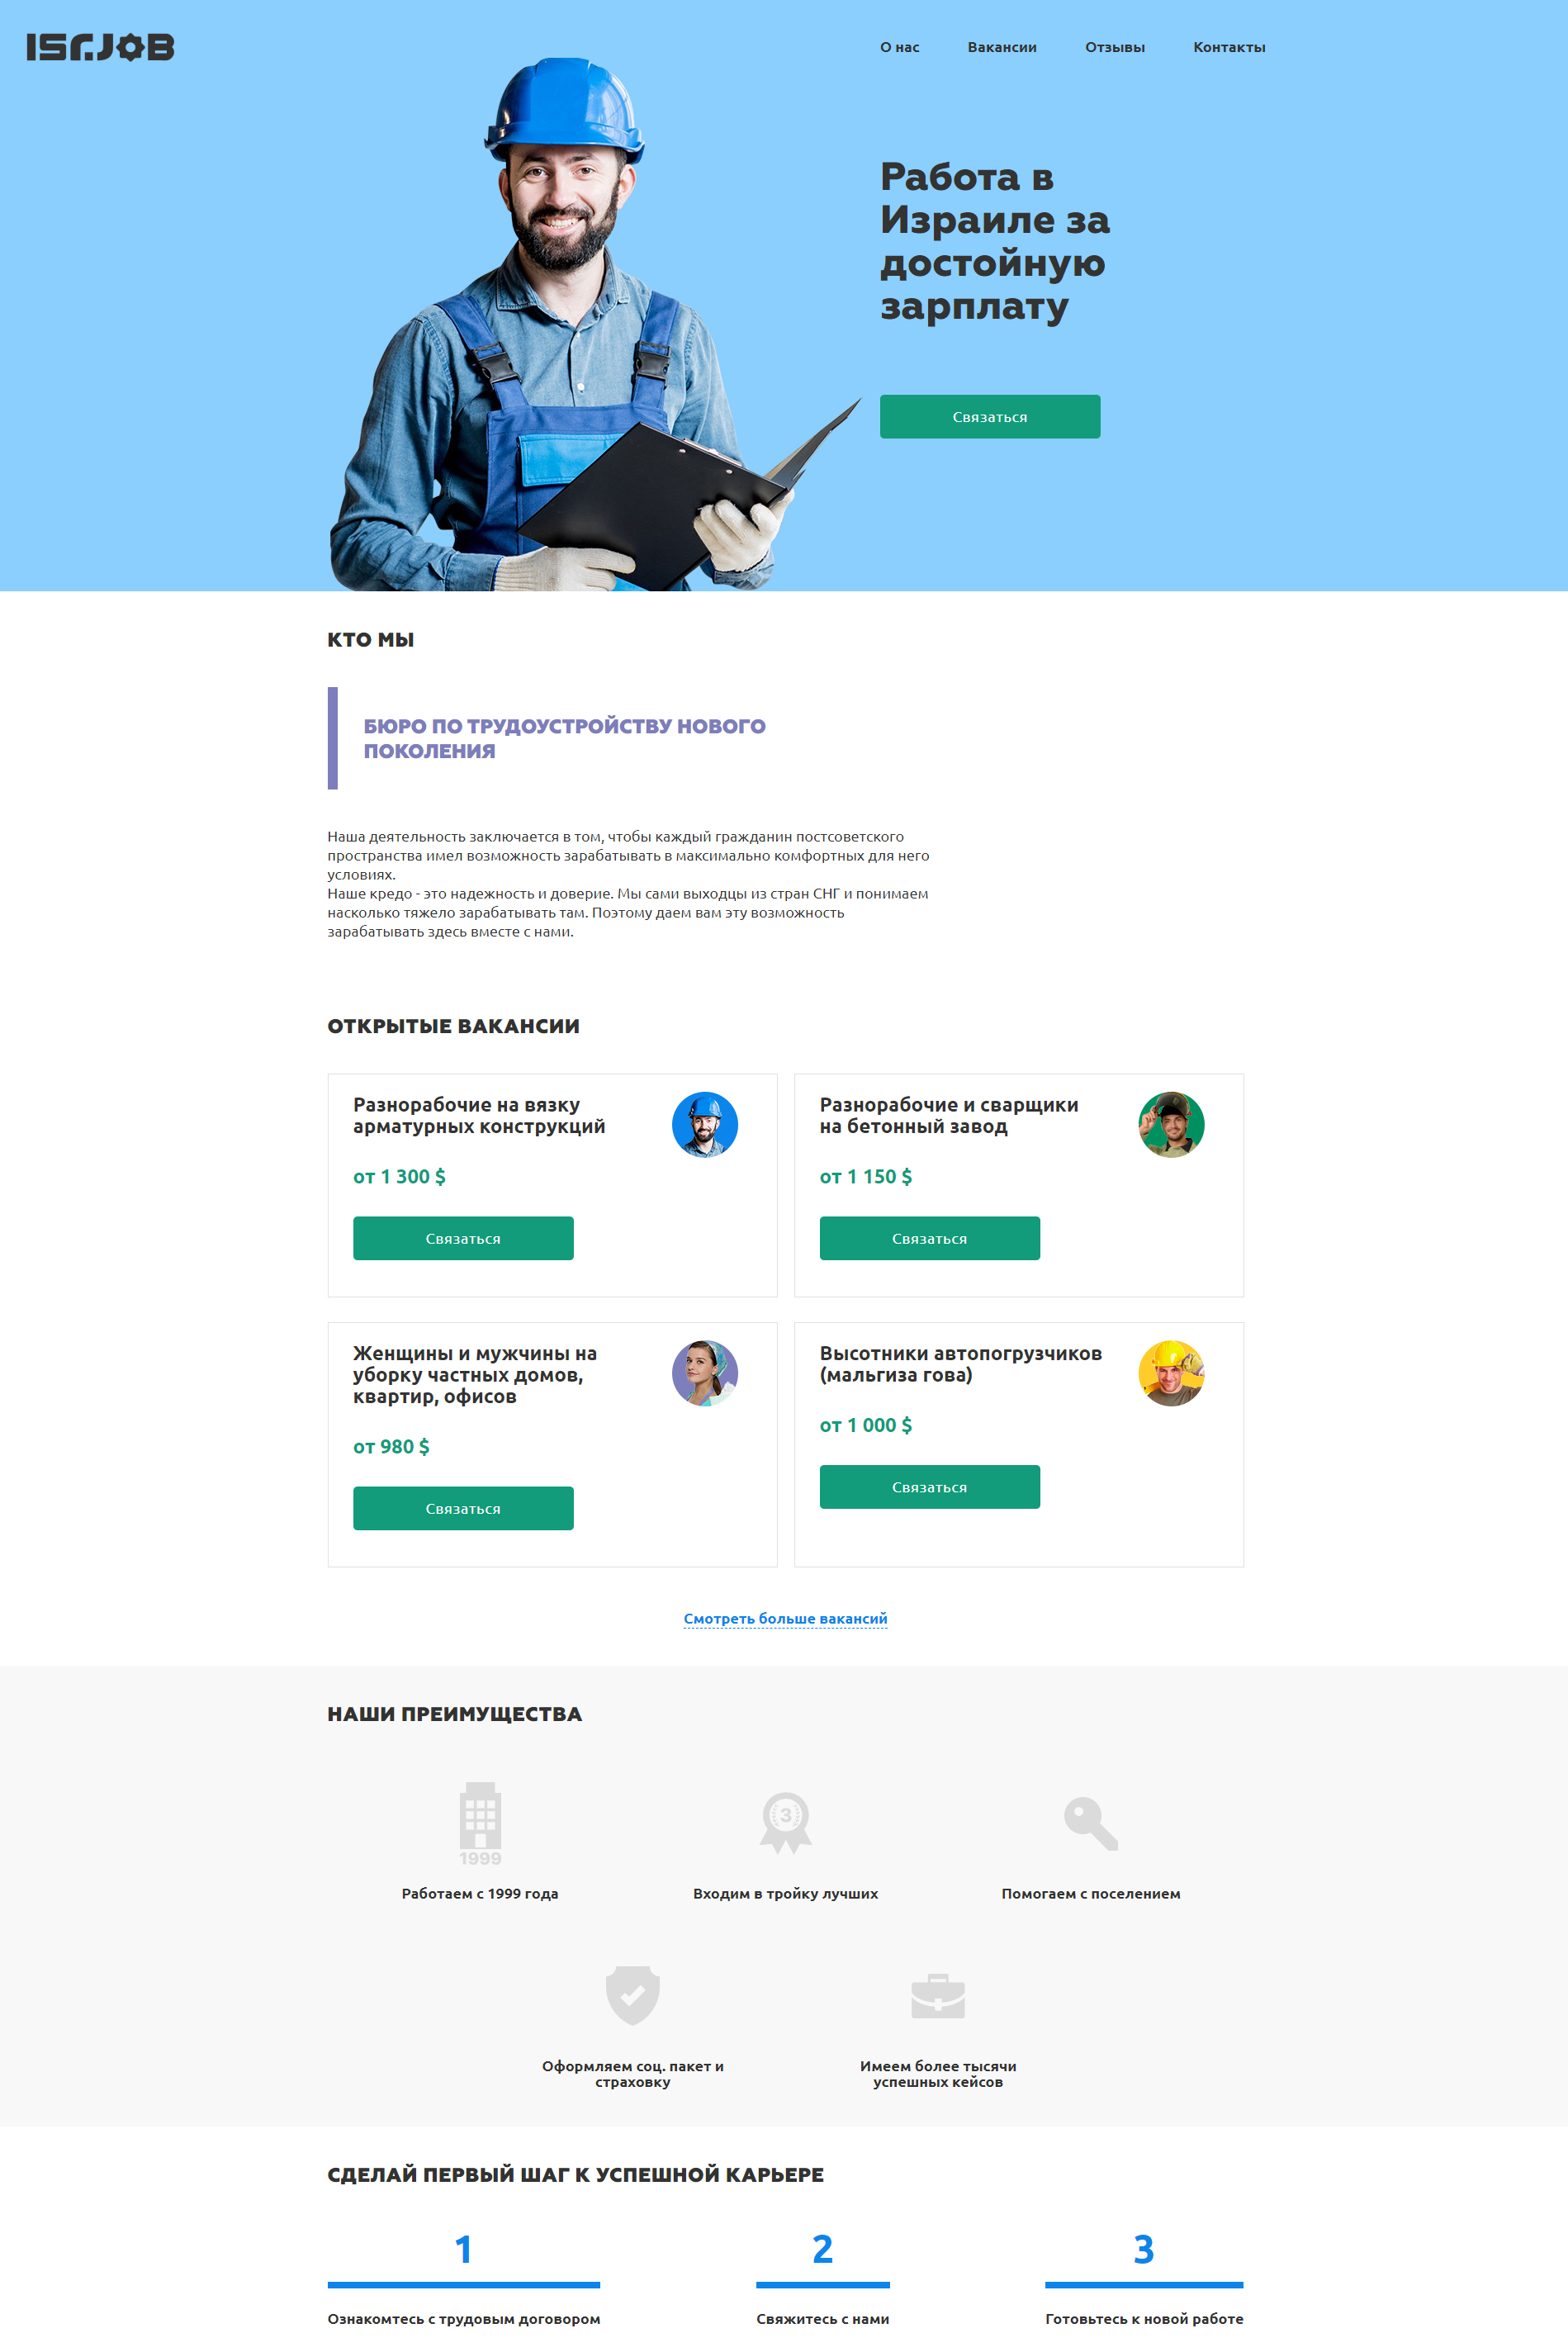 ISR.JOB
О нас Вакансии Отзывы Контакты
Работа в
Израиле за
достойную
зарплату
Связаться
КТО МЫ
БЮРО ПО ТРУДОУСТРОЙСТВУ НОВОГО
ПОКОЛЕНИЯ
Наша деятельность заключается в том, чтобы каждый гражданин постсоветского
пространства имел возможность зарабатывать в максимально комфортных для него
условиях.
Наше кредо - это надежность и доверие. Мы сами выходцы из стран СНГ и понимаем
насколько тяжело зарабатывать там. Поэтому даем вам эту возможность
зарабатывать здесь вместе с нами.
ОТКРЫТЫЕ ВАКАНСИИ
Разнорабочие на вязку
арматурных конструкций
от 1 300 $
Связаться
Разнорабочие и сварщики
на бетонный завод
от 1 150 $
Связаться
Женщины и мужчины на
уборку частных домов,
квартир, офисов
от 980 $
Связаться
Высотники автопогрузчиков
(мальгиза гова)
от 1 000 $
Связаться
Смотреть больше вакансий
НАШИ ПРЕИМУЩЕСТВА
1999
Работаем с 1999 года
3
Входим в тройку лучших
Помогаем с поселением
Оформляем соц. пакет и
страховку
Имеем более тысячи
успешных кейсов
СДЕЛАЙ ПЕРВЫЙ ШАГ К УСПЕШНОЙ КАРЬЕРЕ
1
Ознакомтесь с трудовым договором
2
Свяжитесь с нами
3
Готовьтесь к новой работе